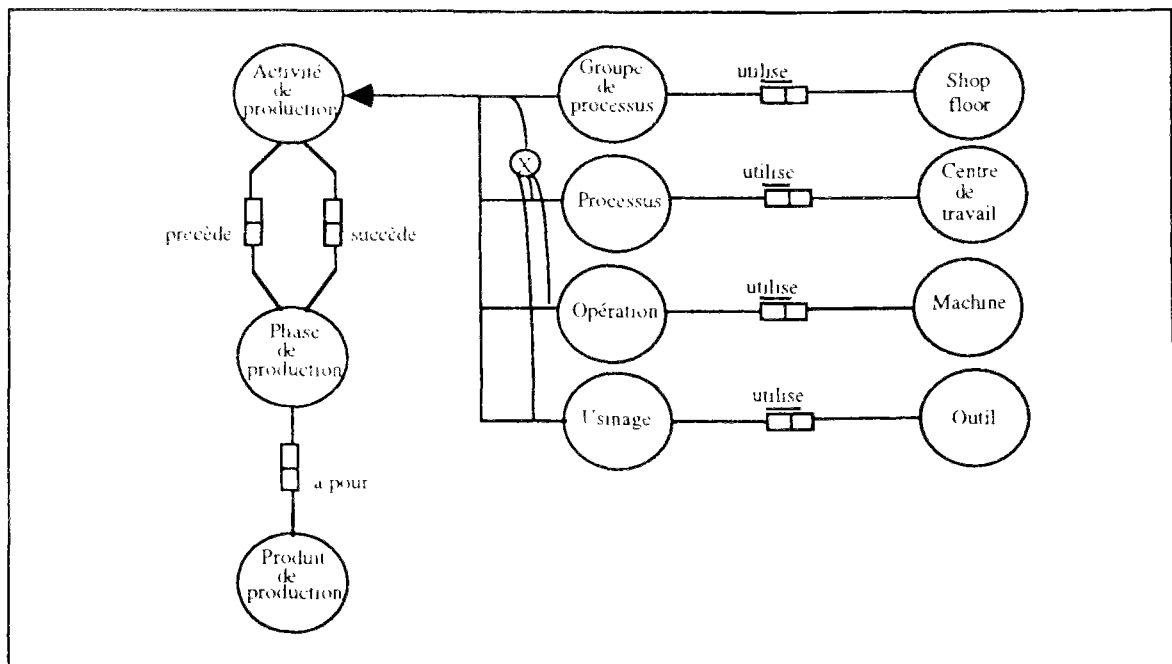 Activité
de
production
Groupe
de
processus
utilise
Shop
floor
X
Processus
utilise
Centre
de
travail
precède
succède
Opération
utilise
Machine
Phase
de
production
Usinage
utilise
Outil
a pour
Produit
de
production